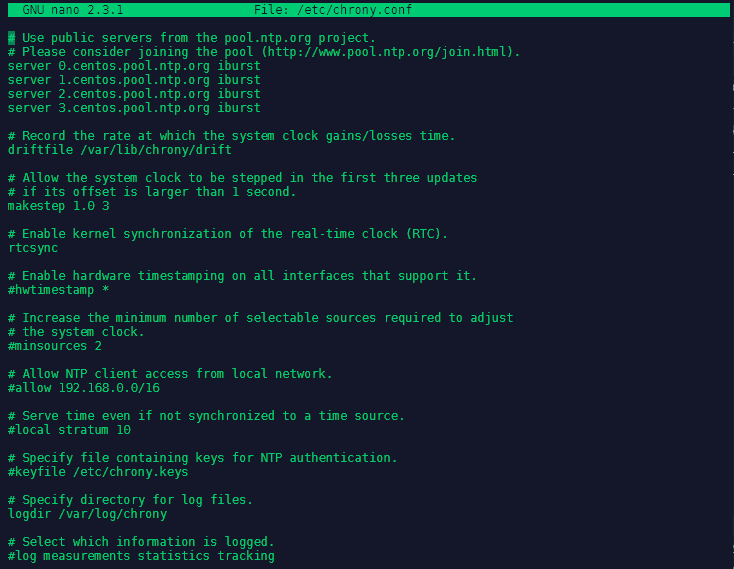 GNU nano 2.3.1 File: /etc/chrony.conf
# Use public servers from the pool.ntp.org project.
# Please consider joining the pool (http://www.pool.ntp.org/join.html).
server 0.centos.pool.ntp.org iburst
server 1.centos.pool.ntp.org iburst
server 2.centos.pool.ntp.org iburst
server 3.centos.pool.ntp.org iburst
# Record the rate at which the system clock gains/losses time.
driftfile /var/lib/chrony/drift
# Allow the system clock to be stepped in the first three updates
# if its offset is larger than 1 second.
makestep 1.0 3
# Enable kernel synchronization of the real-time clock (RTC).
rtcsync
# Enable hardware timestamping on all interfaces that support it.
#hwtimestamp *
# Increase the minimum number of selectable sources required to adjust
# the system clock.
#minsources 2
# Allow NTP client access from local network.
#allow 192.168.0.0/16
# Serve time even if not synchronized to a time source.
#local stratum 10
# Specify file containing keys for NTP authentication.
#keyfile /etc/chrony.keys
# Specify directory for log files.
logdir /var/log/chrony
# Select which information is logged.
#log measurements statistics tracking